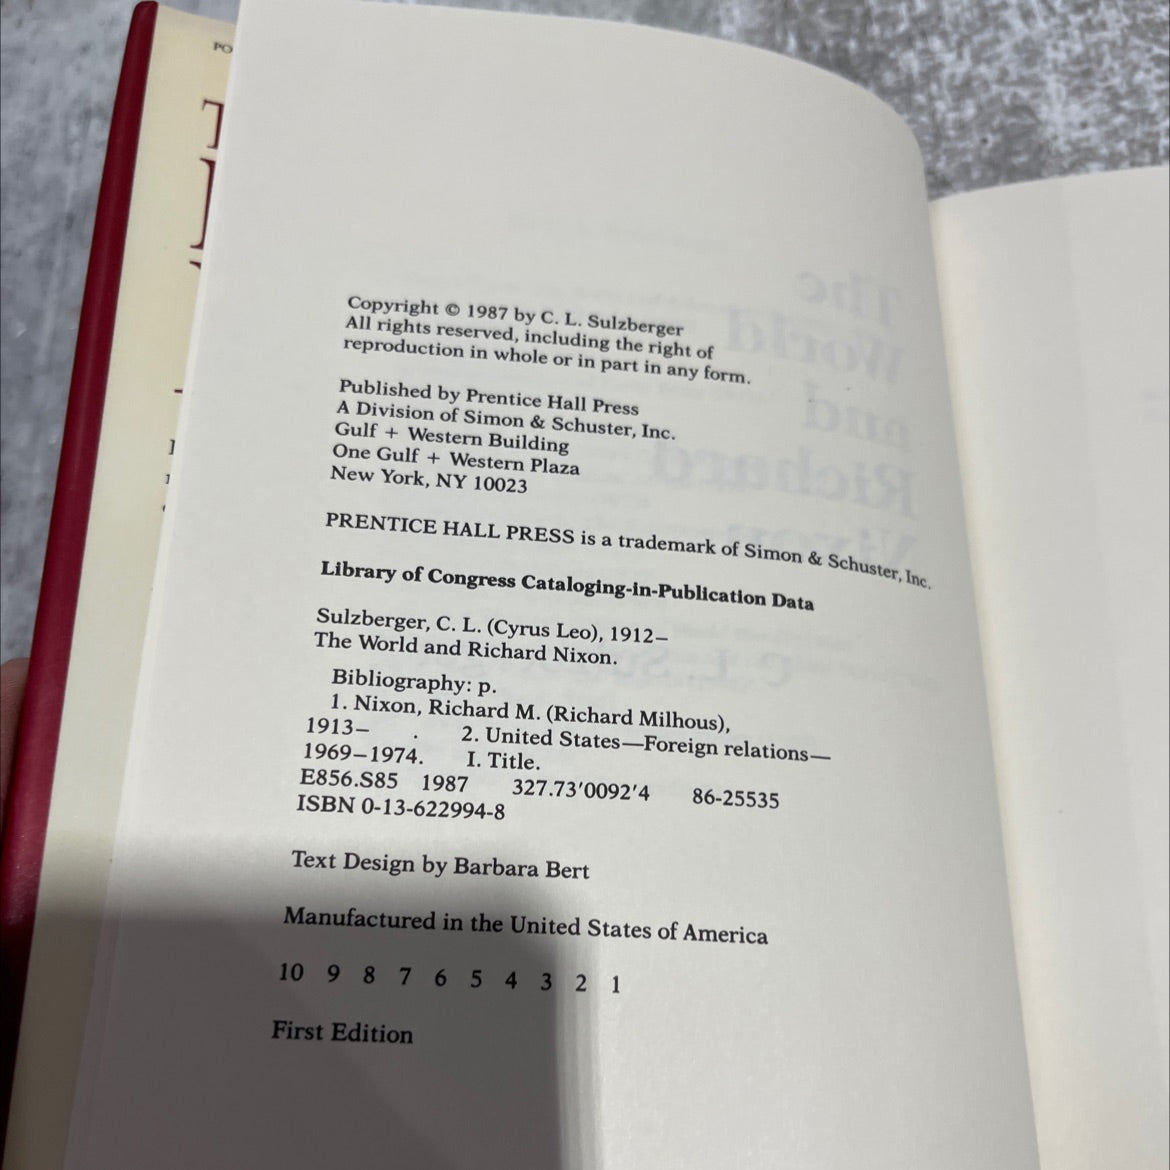 PO
Copyright © 1987 by C. L. Sulzberger
All rights reserved, including the right of
reproduction in whole or in part in any form.
Published by Prentice Hall Press
A Division of Simon & Schuster, Inc.
Gulf + Western Building
One Gulf + Western Plaza
New York, NY 10023
PRENTICE HALL PRESS is a trademark of Simon & Schuster, Inc.
Library of Congress Cataloging-in-Publication Data
Sulzberger, C. L. (Cyrus Leo), 1912–
The World and Richard Nixon.
Bibliography: p.
1. Nixon, Richard M. (Richard Milhous),
1913– . 2. United States—Foreign relations—
1969–1974. I. Title.
E856.S85 1987 327.73'0092'4 86-25535
ISBN 0-13-622994-8
Text Design by Barbara Bert
Manufactured in the United States of America
10 9 8 7 6 5 4 3 2 1
First Edition
The
World
and
Richard
Nixon